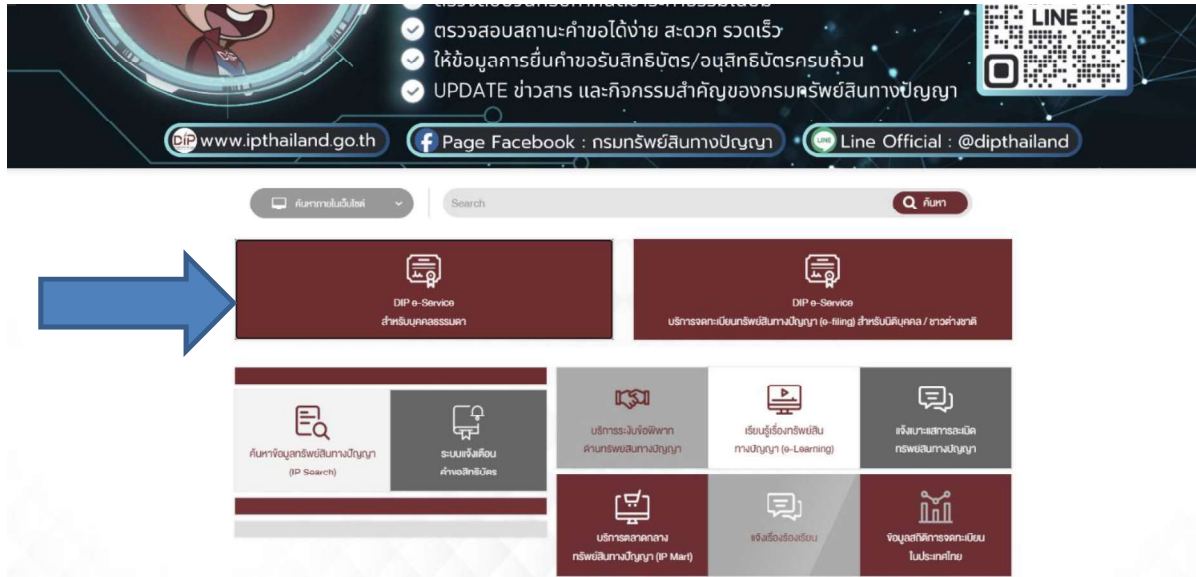 ตรวจสอบสถานะคำขอได้ง่าย สะดวก รวดเร็ว
ให้ข้อมูลการยื่นคำขอรับสิทธิบัตร/อนุสิทธิบัตรครบถ้วน
UPDATE ข่าวสาร และกิจกรรมสำคัญของกรมทรัพย์สินทางปัญญา
LINE
DIP www.ipthailand.go.th
Page Facebook : กรมทรัพย์สินทางปัญญา
LINE Line Official : @dipthailand
ค้นหาภายในเว็บไซต์
Search
ค้นหา
DIP e-Service
สำหรับบุคคลธรรมดา
DIP e-Service
บริการจดทะเบียนทรัพย์สินทางปัญญา (e-filing) สำหรับนิติบุคคล / ชาวต่างชาติ
ค้นหาข้อมูลทรัพย์สินทางปัญญา
(IP Search)
ระบบแจ้งเตือน
คำขอสิทธิบัตร
บริการระงับข้อพิพาท
ด้านทรัพย์สินทางปัญญา
เรียนรู้เรื่องทรัพย์สิน
ทางปัญญา (e-Learning)
แจ้งเบาะแสการละเมิด
ทรัพย์สินทางปัญญา
บริการตลาดกลาง
ทรัพย์สินทางปัญญา (IP Mart)
แจ้งเรื่องร้องเรียน
ข้อมูลสถิติการจดทะเบียน
ในประเทศไทย